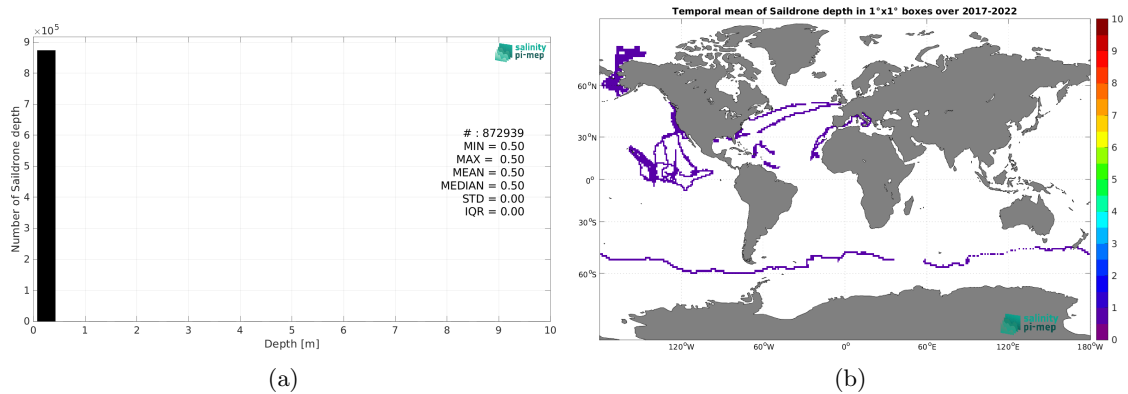 ×10⁵
9
8
7
6
5
4
3
2
1
0
Number of Saildrone depth
salinity
pi-mep
# : 872939
MIN = 0.50
MAX = 0.50
MEAN = 0.50
MEDIAN = 0.50
STD = 0.00
IQR = 0.00
0 1 2 3 4 5 6 7 8 9 10
Depth [m]
(a)
Temporal mean of Saildrone depth in 1°x1° boxes over 2017-2022
60°N
30°N
0°
30°S
60°S
salinity
pi-mep
120°W 60°W 0° 60°E 120°E 180°W
10
9
8
7
6
5
4
3
2
1
0
(b)